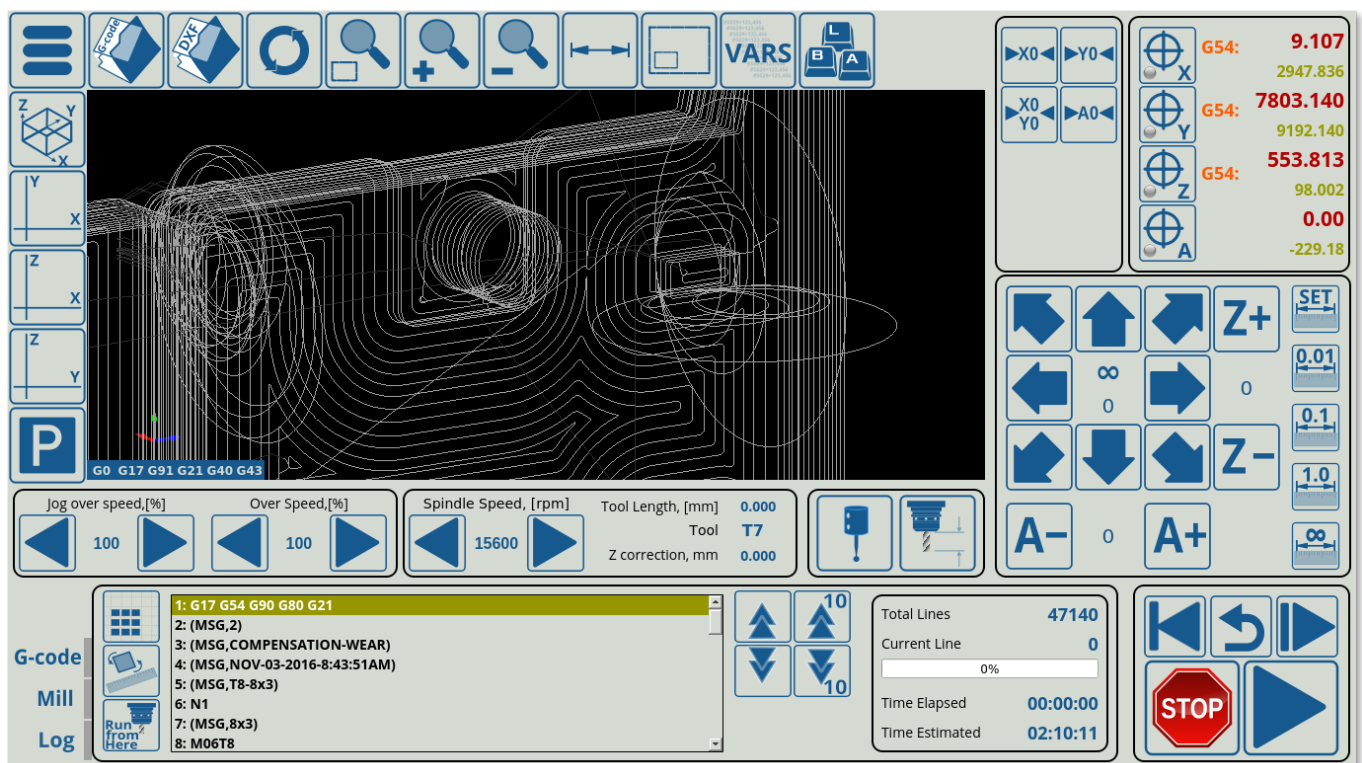 G-code
DXF
VARS
L
B
A
►X0◄
►Y0◄
►X0
Y0◄
►A0◄
X
G54:
9.107
2947.836
Y
G54:
7803.140
9192.140
Z
G54:
553.813
98.002
A
0.00
-229.18
Z
Y
X
Y
X
Z
X
Z
Y
P
G0 G17 G91 G21 G40 G43
Z+
SET
0.01
0.1
1.0
∞
∞
0
0
Z−
A−
0
A+
Jog over speed,[%]
100
Over Speed,[%]
100
Spindle Speed, [rpm]
15600
Tool Length, [mm] 0.000
Tool T7
Z correction, mm 0.000
G-code
Mill
Log
Run
from
Here
1: G17 G54 G90 G80 G21
2: (MSG,2)
3: (MSG,COMPENSATION-WEAR)
4: (MSG,NOV-03-2016-8:43:51AM)
5: (MSG,T8-8x3)
6: N1
7: (MSG,8x3)
8: M06T8
10
10
Total Lines 47140
Current Line 0
0%
Time Elapsed 00:00:00
Time Estimated 02:10:11
STOP